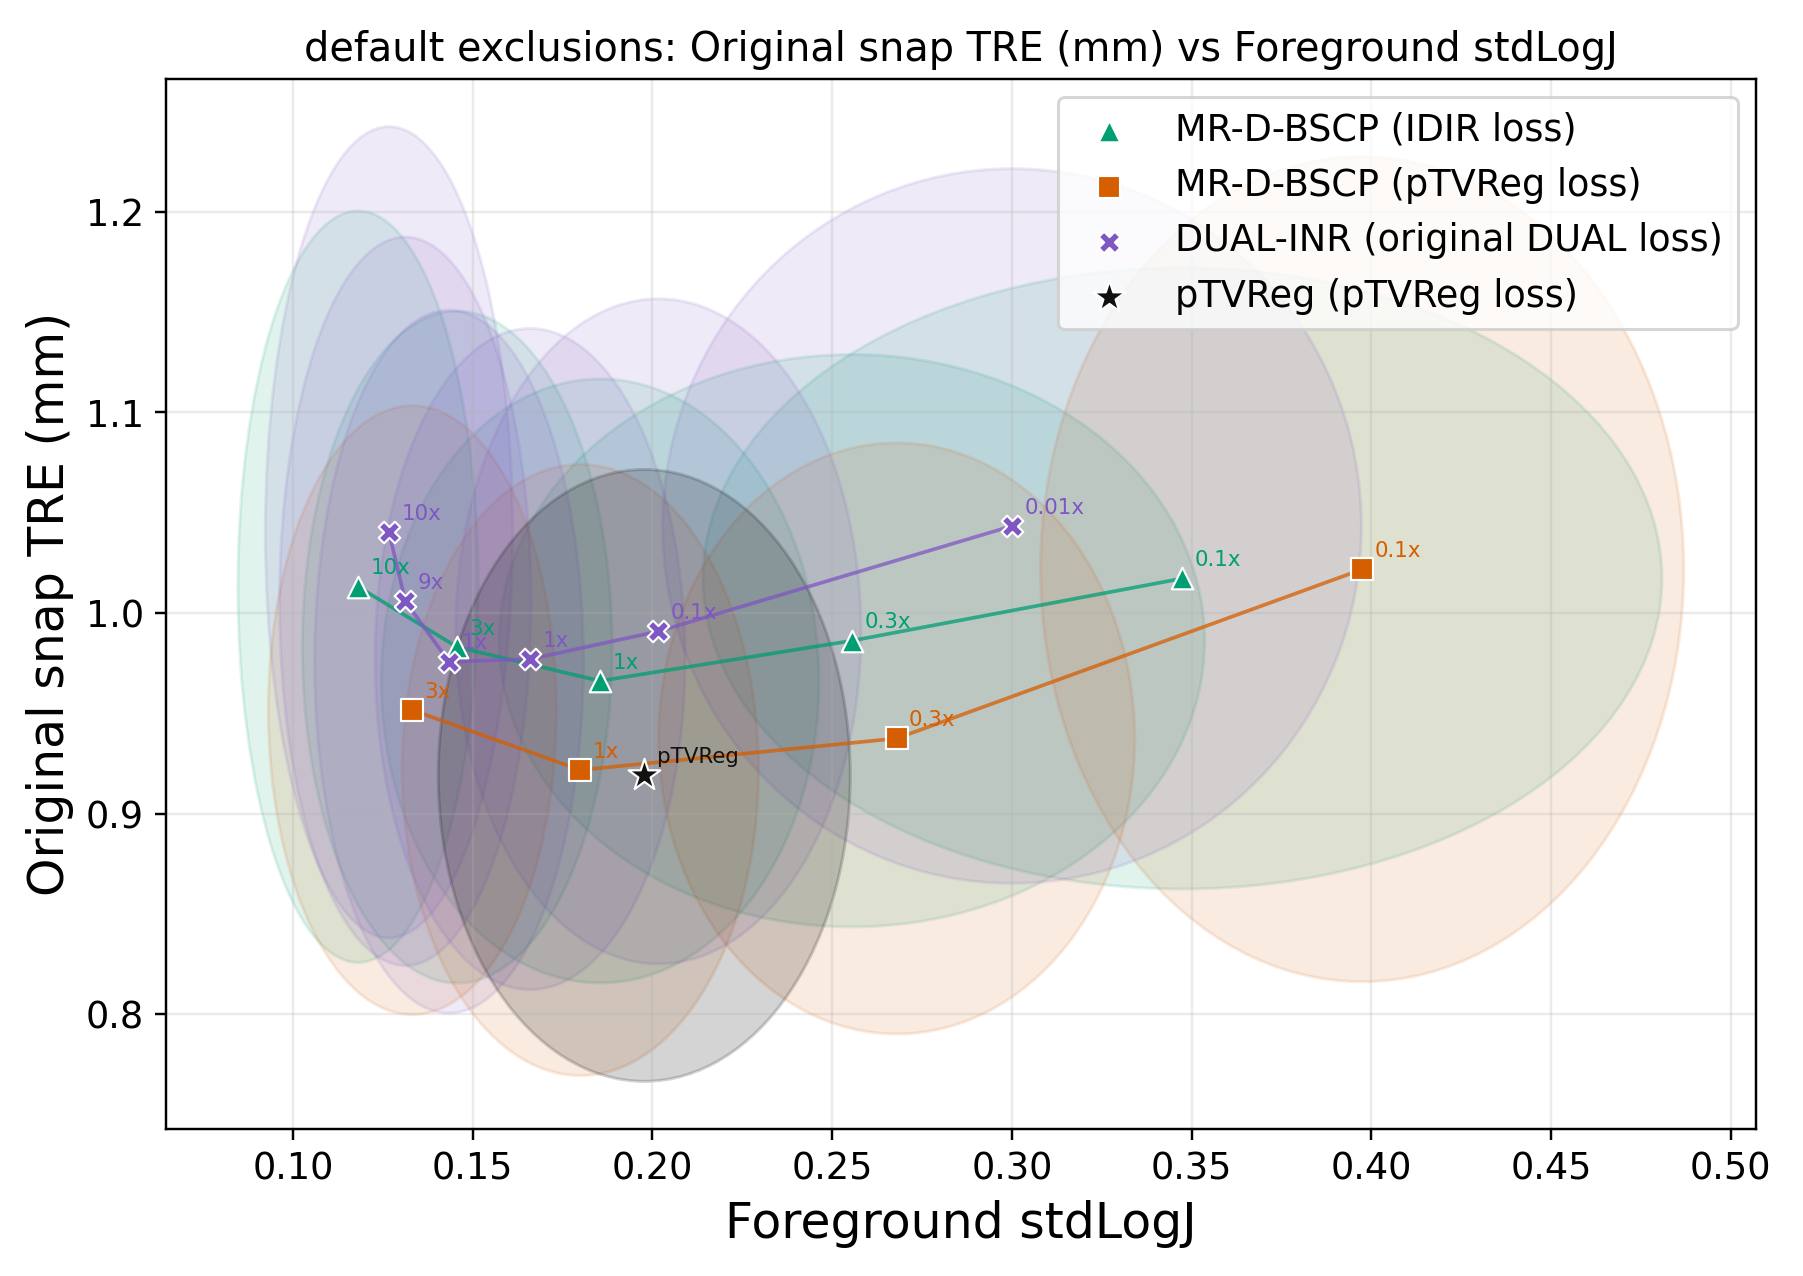 default exclusions: Original snap TRE (mm) vs Foreground stdLogJ
MR-D-BSCP (IDIR loss)
MR-D-BSCP (pTVReg loss)
DUAL-INR (original DUAL loss)
pTVReg (pTVReg loss)
Original snap TRE (mm)
1.2
1.1
1.0
0.9
0.8
10x
10x
9x
3x
1x
3x
1x
0.1x
0.01x
1x
0.3x
0.1x
0.1x
0.3x
1x
pTVReg
0.10
0.15
0.20
0.25
0.30
0.35
0.40
0.45
0.50
Foreground stdLogJ